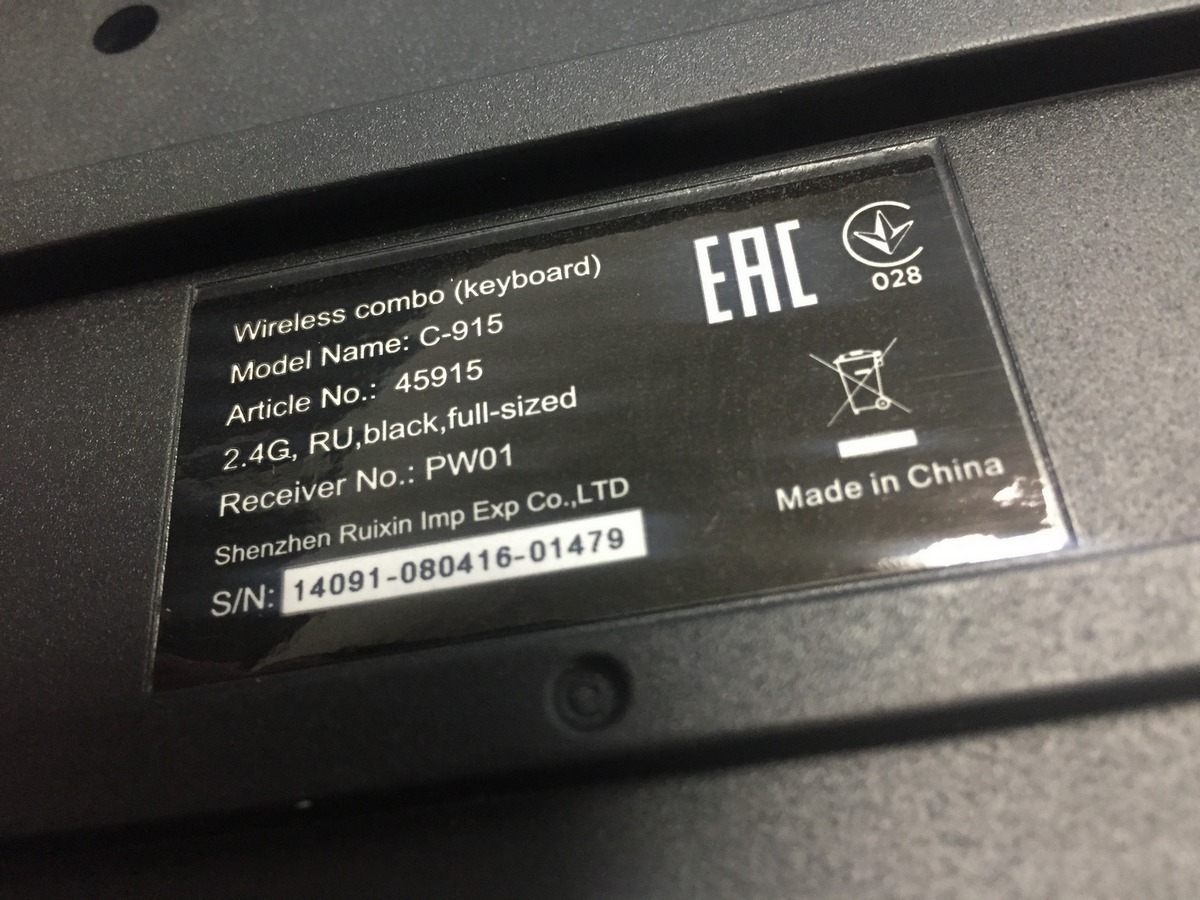 Wireless combo (keyboard)
Model Name: C-915
Article No.: 45915
2.4G, RU,black,full-sized
Receiver No.: PW01
Shenzhen Ruixin Imp Exp Co.,LTD
S/N: 14091-080416-01479
EAC
028
Made in China